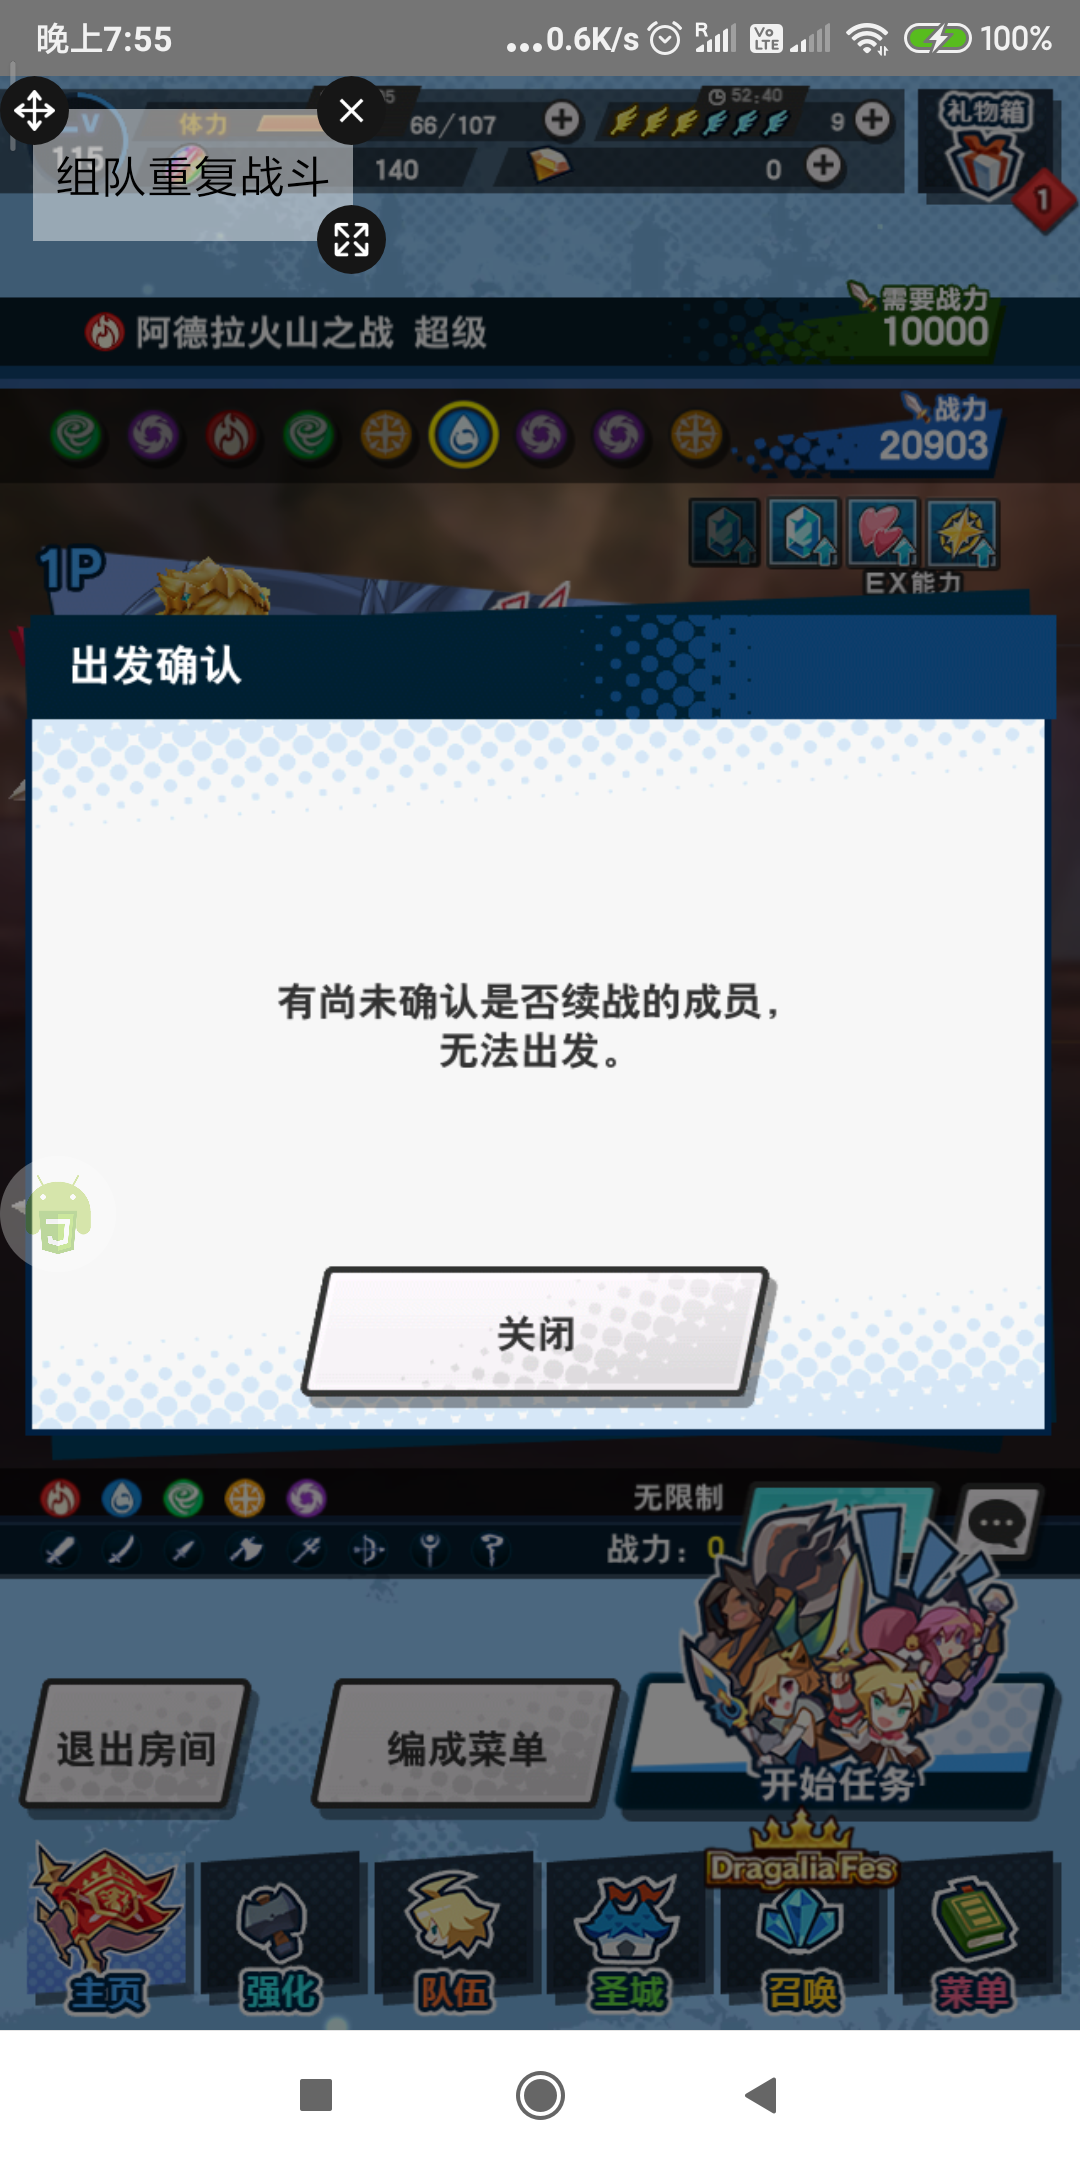 晚上7:55
...0.6K/s
R
Vo LTE
100%
52:40
LV
体力
66/107
9
礼物箱
115
140
0
1
组队重复战斗
需要战力
阿德拉火山之战 超级
10000
战力
20903
1P
EX能力
出发确认
有尚未确认是否续战的成员，
无法出发。
J
关闭
无限制
战力：0
退出房间
编成菜单
开始任务
Dragalia Fes
主页
强化
队伍
圣城
召唤
菜单